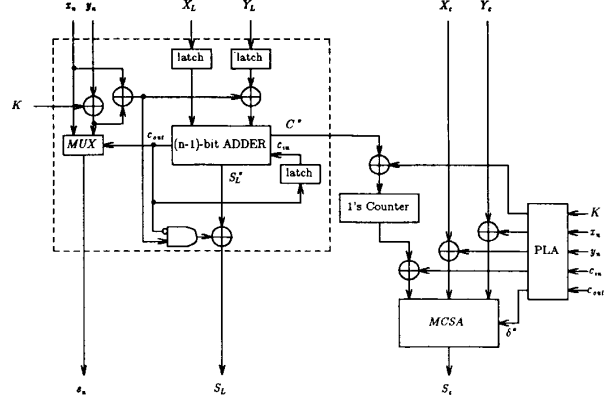 x_n y_n X_L Y_L X_c Y_c
latch latch
K
C*
MUX c_out (n-1)-bit ADDER c_in
S_L* latch
1's Counter
K
x_n
PLA y_n
c_in
c_out
MCSA δ*
s_n S_L S_c